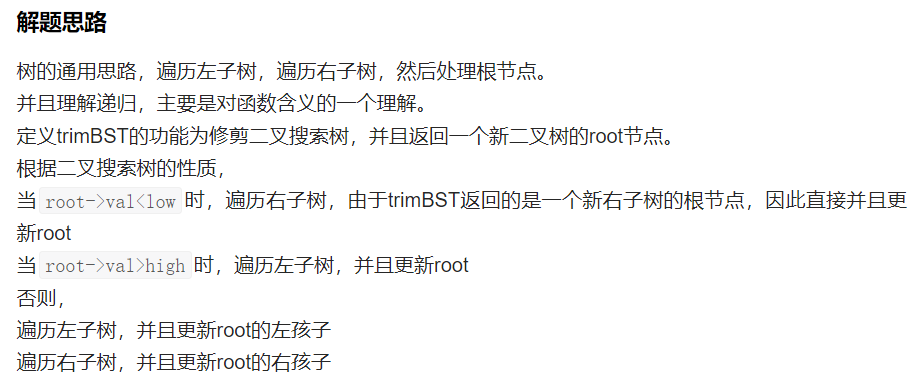 解题思路
树的通用思路，遍历左子树，遍历右子树，然后处理根节点。
并且理解递归，主要是对函数含义的一个理解。
定义trimBST的功能为修剪二叉搜索树，并且返回一个新二叉树的root节点。
根据二叉搜索树的性质，
当 root->val<low 时，遍历右子树，由于trimBST返回的是一个新右子树的根节点，因此直接并且更
新root
当 root->val>high 时，遍历左子树，并且更新root
否则，
遍历左子树，并且更新root的左孩子
遍历右子树，并且更新root的右孩子